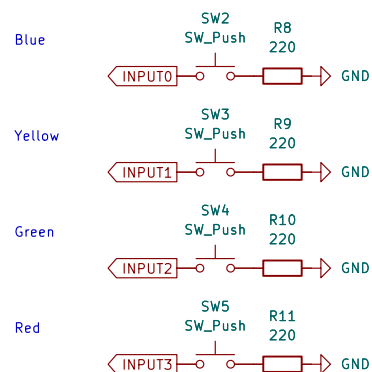 Blue
SW2
SW_Push
R8
220
INPUT0
GND
Yellow
SW3
SW_Push
R9
220
INPUT1
GND
Green
SW4
SW_Push
R10
220
INPUT2
GND
Red
SW5
SW_Push
R11
220
INPUT3
GND